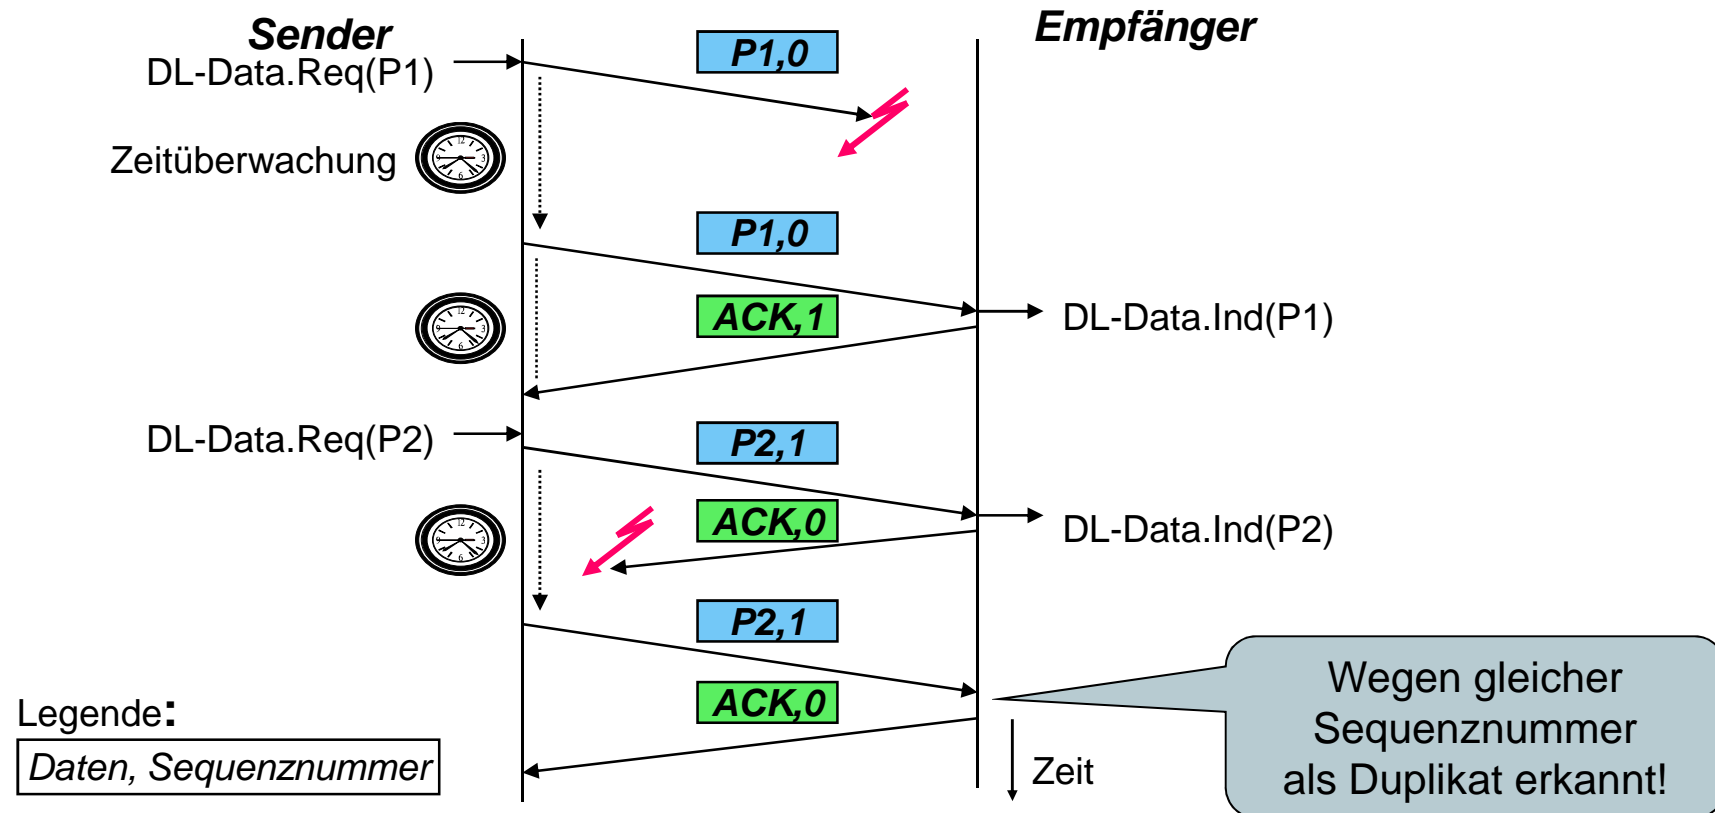 Sender
Empfänger
DL-Data.Req(P1)
P1,0
Zeitüberwachung
P1,0
ACK,1
DL-Data.Ind(P1)
DL-Data.Req(P2)
P2,1
ACK,0
DL-Data.Ind(P2)
P2,1
ACK,0
Wegen gleicher
Sequenznummer
als Duplikat erkannt!
Legende:
Daten, Sequenznummer
Zeit